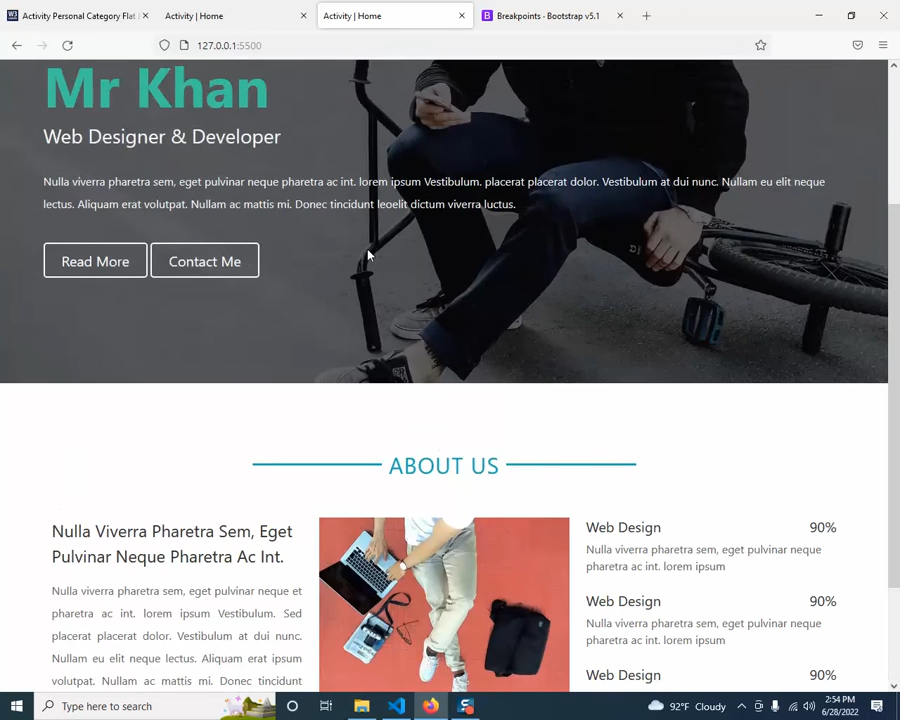 Activity Personal Category Flat
Activity | Home
Activity | Home
Breakpoints · Bootstrap v5.1
127.0.0.1:5500
Mr Khan
Web Designer & Developer
Nulla viverra pharetra sem, eget pulvinar neque pharetra ac int. lorem ipsum Vestibulum. placerat placerat dolor. Vestibulum at dui nunc. Nullam eu elit neque
lectus. Aliquam erat volutpat. Nullam ac mattis mi. Donec tincidunt leoelit dictum viverra luctus.
Read More
Contact Me
ABOUT US
Nulla Viverra Pharetra Sem, Eget
Pulvinar Neque Pharetra Ac Int.
Nulla viverra pharetra sem, eget pulvinar neque et
pharetra ac int. lorem ipsum Vestibulum. Sed
placerat placerat dolor. Vestibulum at dui nunc.
Nullam eu elit neque lectus. Aliquam erat volutpat.
volutpat. Nullam ac mattis mi. Donec tincidunt
Web Design 90%
Nulla viverra pharetra sem, eget pulvinar neque
pharetra ac int. lorem ipsum
Web Design 90%
Nulla viverra pharetra sem, eget pulvinar neque
pharetra ac int. lorem ipsum
Web Design 90%
Type here to search
92°F Cloudy
2:54 PM
6/28/2022